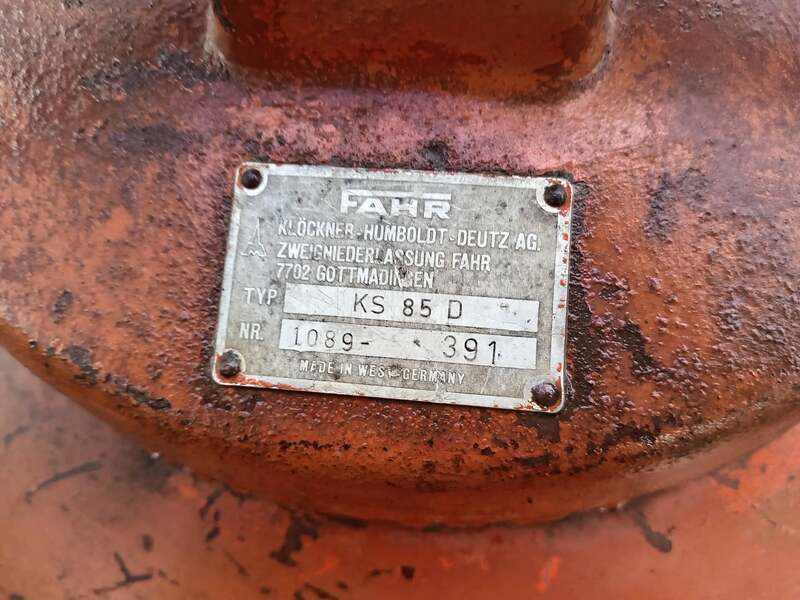 FAHR
KLÖCKNER-HUMBOLDT-DEUTZ AG.
ZWEIGNIEDERLASSUNG FAHR
7702 GOTTMADINGEN
TYP KS 85 D
NR. 1089- 391
MADE IN WEST GERMANY